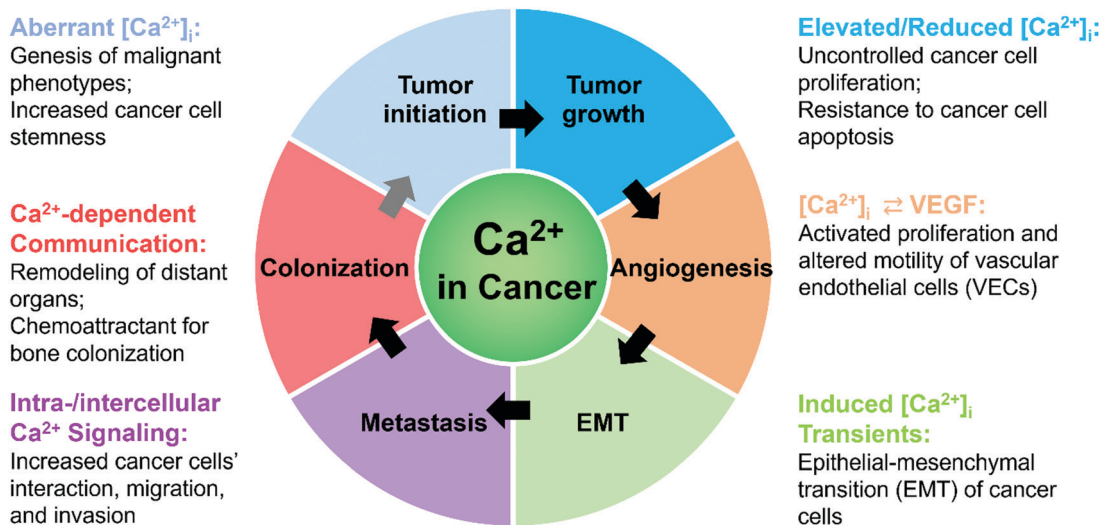 Aberrant [Ca²⁺]ᵢ:
Genesis of malignant
phenotypes;
Increased cancer cell
stemness
Ca²⁺-dependent
Communication:
Remodeling of distant
organs;
Chemoattractant for
bone colonization
Intra-/intercellular
Ca²⁺ Signaling:
Increased cancer cells’
interaction, migration,
and invasion
Tumor
initiation
Tumor
growth
Colonization
Ca²⁺
in Cancer
Angiogenesis
Metastasis
EMT
Elevated/Reduced [Ca²⁺]ᵢ:
Uncontrolled cancer cell
proliferation;
Resistance to cancer cell
apoptosis
[Ca²⁺]ᵢ ⇄ VEGF:
Activated proliferation and
altered motility of vascular
endothelial cells (VECs)
Induced [Ca²⁺]ᵢ
Transients:
Epithelial-mesenchymal
transition (EMT) of cancer
cells